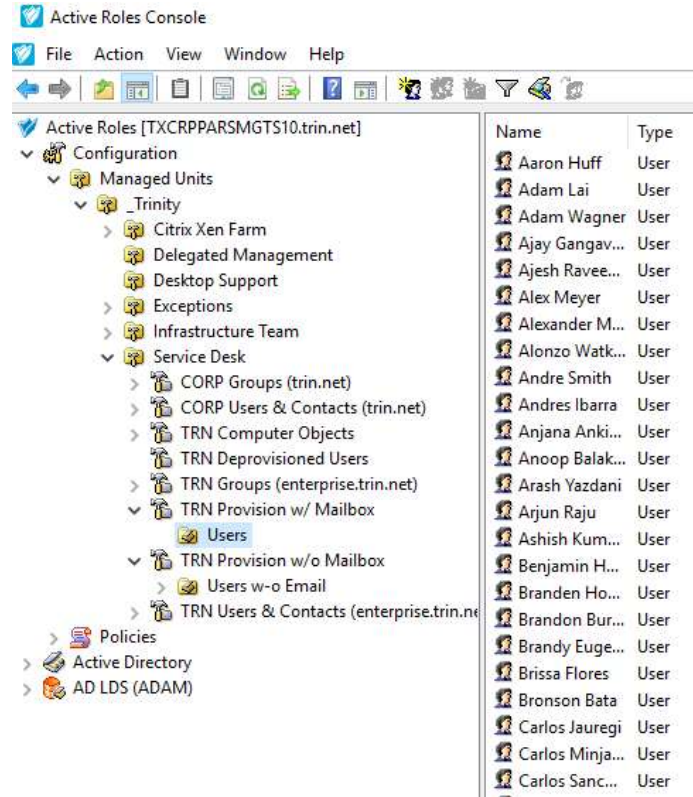 Active Roles Console
File Action View Window Help
Active Roles [TXCRPPARSMGTS10.trin.net]
Configuration
Managed Units
_Trinity
Citrix Xen Farm
Delegated Management
Desktop Support
Exceptions
Infrastructure Team
Service Desk
CORP Groups (trin.net)
CORP Users & Contacts (trin.net)
TRN Computer Objects
TRN Deprovisioned Users
TRN Groups (enterprise.trin.net)
TRN Provision w/ Mailbox
Users
TRN Provision w/o Mailbox
Users w-o Email
TRN Users & Contacts (enterprise.trin.ne
Policies
Active Directory
AD LDS (ADAM)
Name Type
Aaron Huff User
Adam Lai User
Adam Wagner User
Ajay Gangav... User
Ajesh Ravee... User
Alex Meyer User
Alexander M... User
Alonzo Watk... User
Andre Smith User
Andres Ibarra User
Anjana Anki... User
Anoop Balak... User
Arash Yazdani User
Arjun Raju User
Ashish Kum... User
Benjamin H... User
Branden Ho... User
Brandon Bur... User
Brandy Euge... User
Brissa Flores User
Bronson Bata User
Carlos Jauregi User
Carlos Minja... User
Carlos Sanc... User